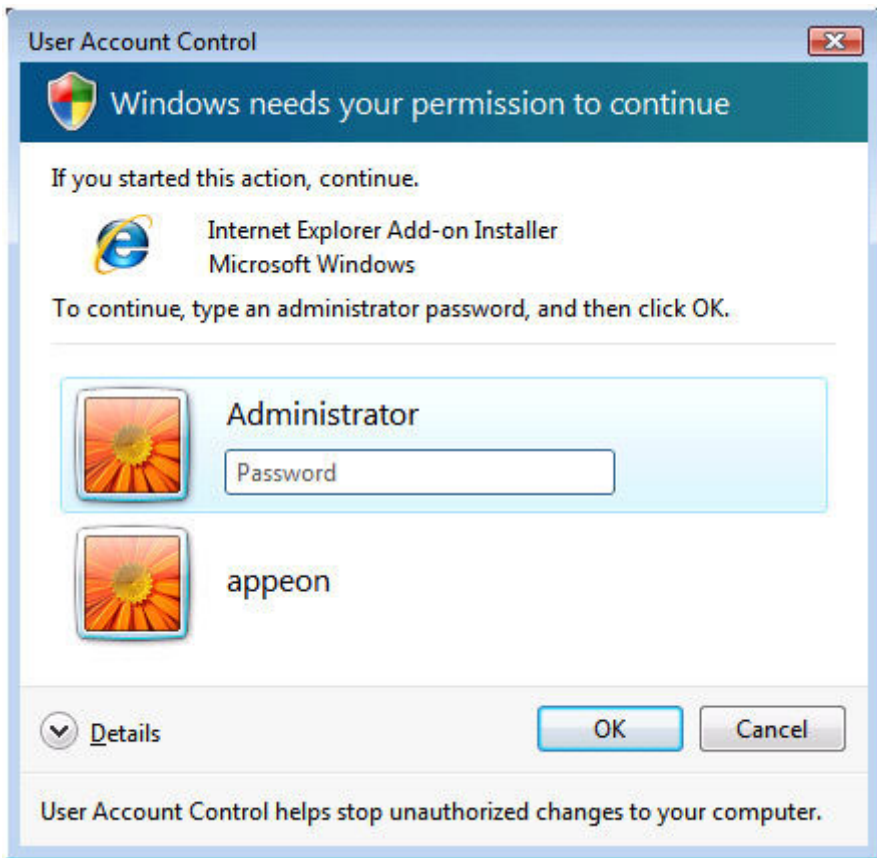 User Account Control
Windows needs your permission to continue
If you started this action, continue.
Internet Explorer Add-on Installer
Microsoft Windows
To continue, type an administrator password, and then click OK.
Administrator
Password
appeon
Details
OK
Cancel
User Account Control helps stop unauthorized changes to your computer.